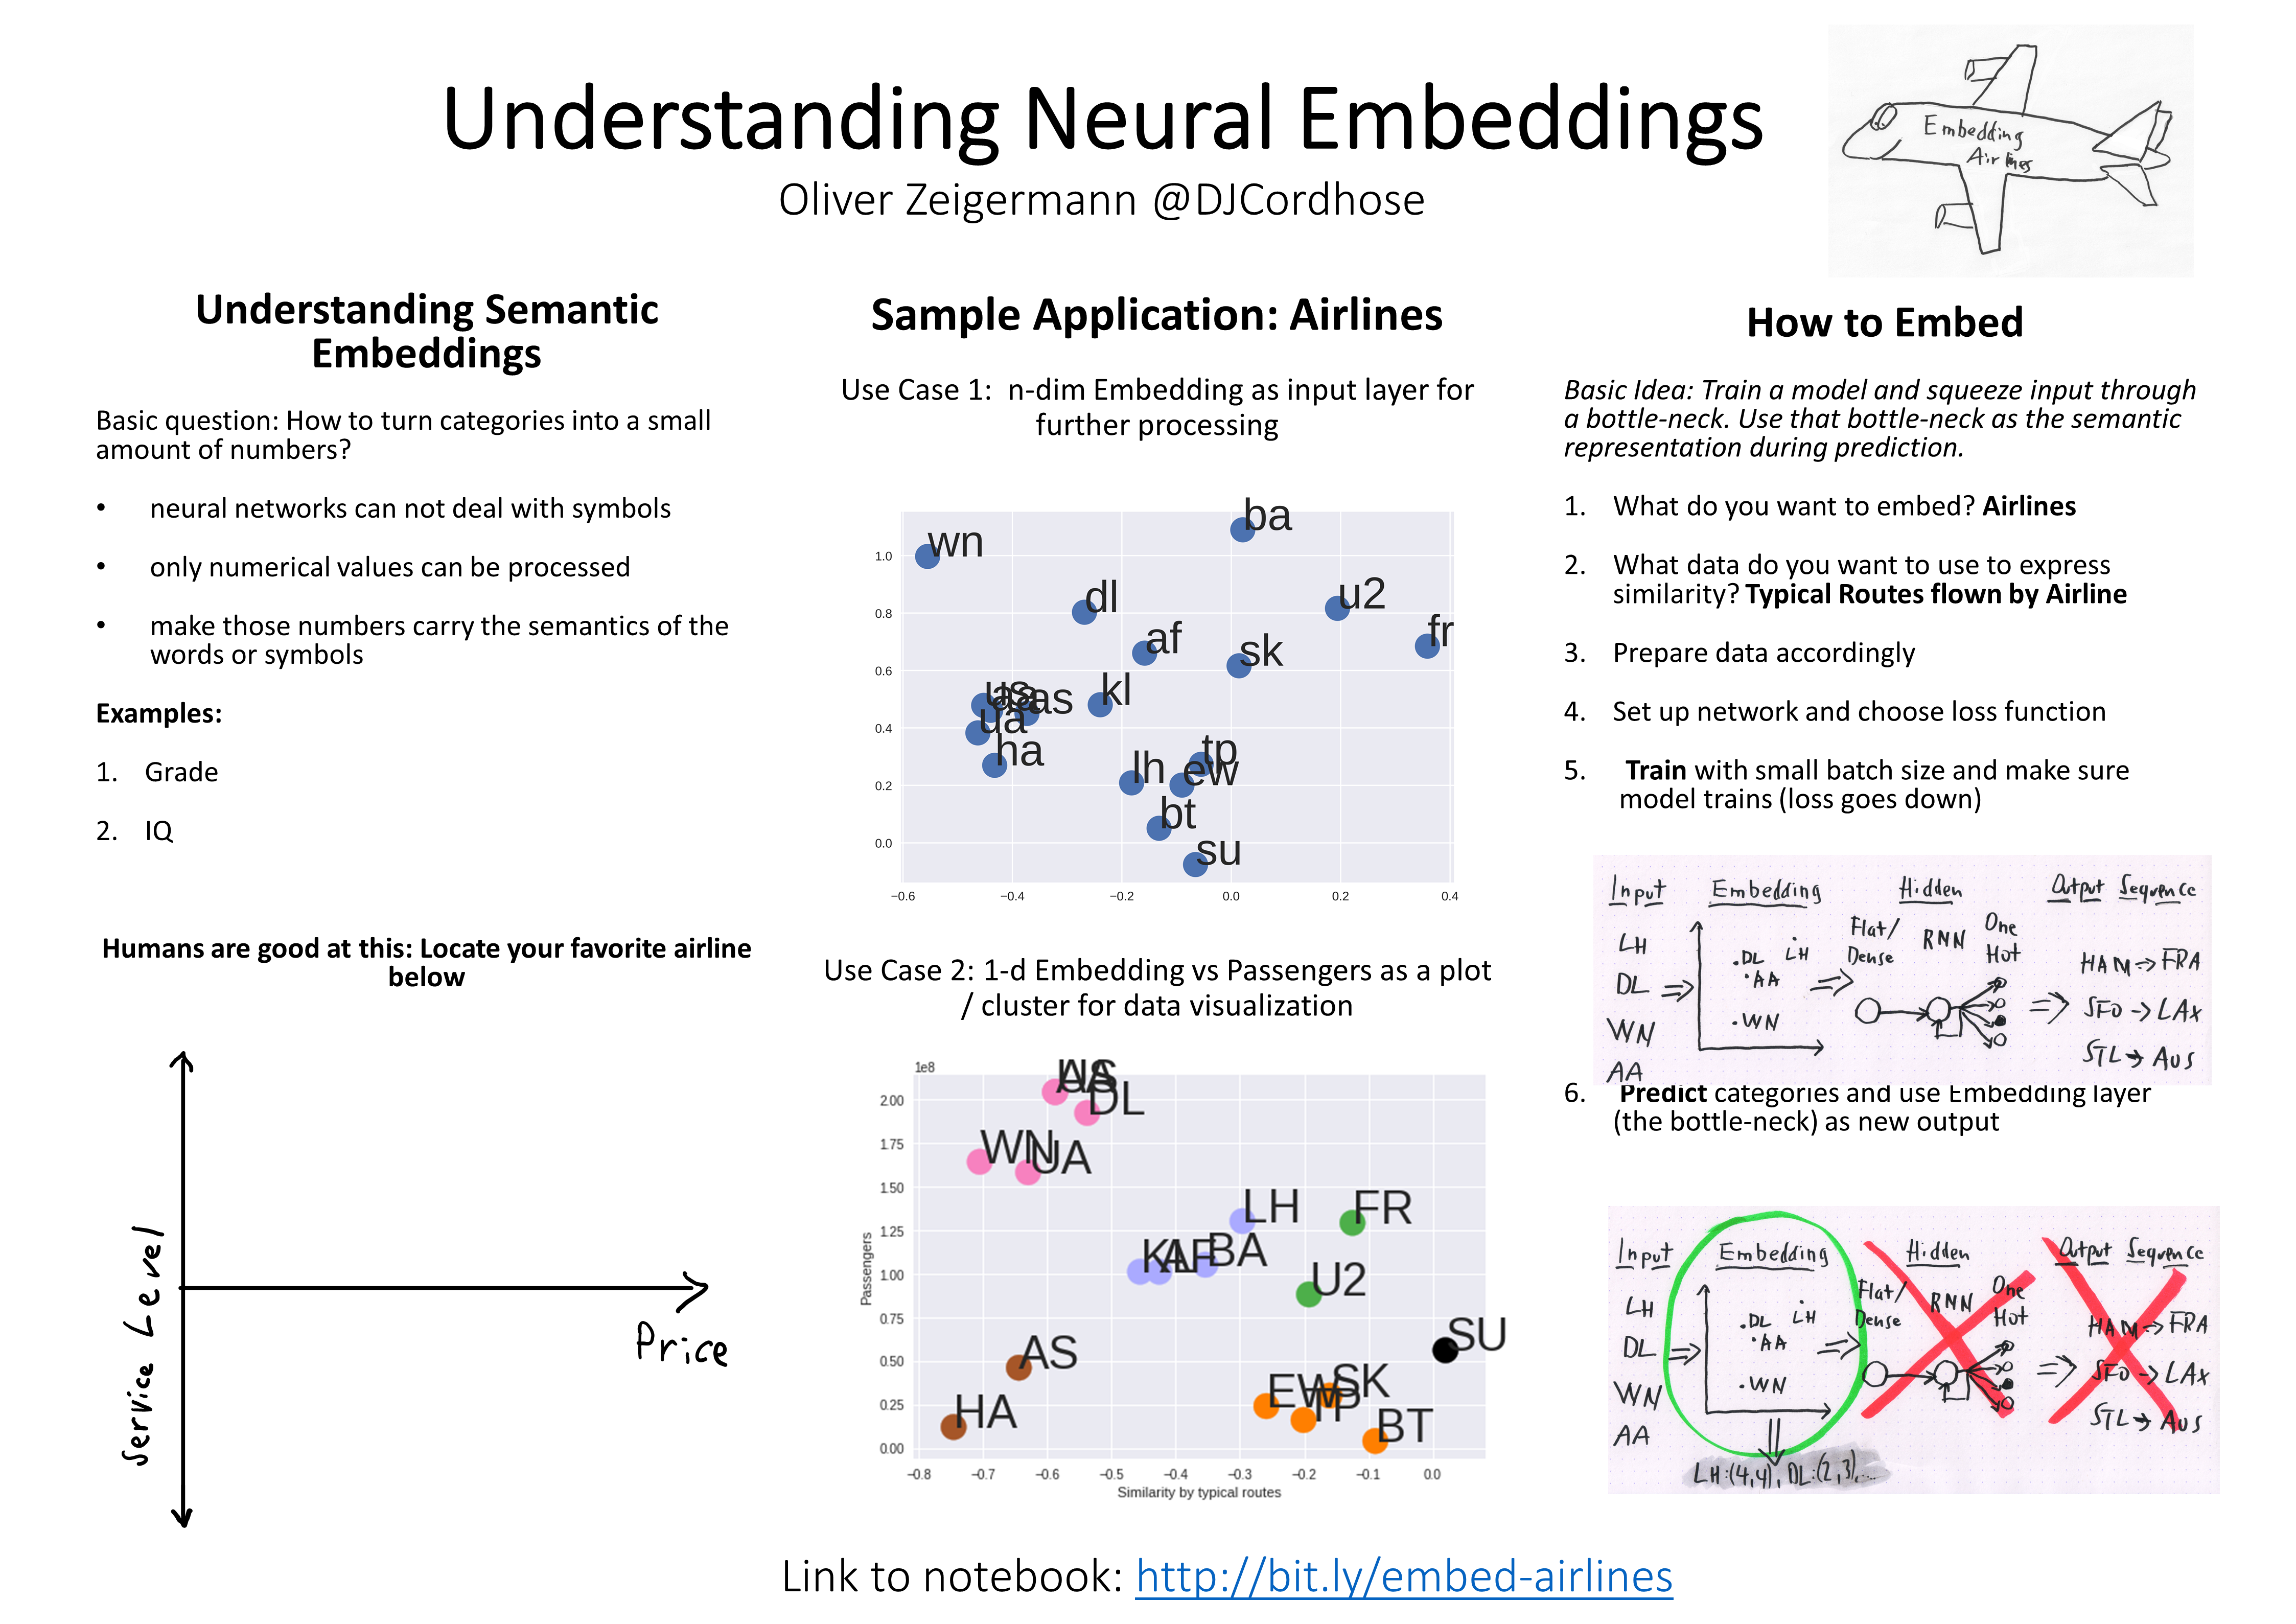 Understanding Neural Embeddings
Oliver Zeigermann @DJCordhose
Embedding
Airlines
Understanding Semantic
Embeddings
Basic question: How to turn categories into a small
amount of numbers?
• neural networks can not deal with symbols
• only numerical values can be processed
• make those numbers carry the semantics of the
words or symbols
Examples:
1. Grade
2. IQ
Humans are good at this: Locate your favorite airline
below
Service Level
Price
Sample Application: Airlines
Use Case 1: n-dim Embedding as input layer for
further processing
ba
wn
dl
u2
af
fr
sk
us
as
kl
ua
ha
tp
lh
ew
bt
su
1.0
0.8
0.6
0.4
0.2
0.0
−0.6 −0.4 −0.2 0.0 0.2 0.4
Use Case 2: 1-d Embedding vs Passengers as a plot
/ cluster for data visualization
1e8
DL
WN
UA
LH
FR
KL
AF
BA
U2
SU
AS
SK
EW
TP
HA
BT
2.00
1.75
1.50
1.25
1.00
0.75
0.50
0.25
0.00
Passengers
−0.8 −0.7 −0.6 −0.5 −0.4 −0.3 −0.2 −0.1 0.0
Similarity by typical routes
How to Embed
Basic Idea: Train a model and squeeze input through
a bottle-neck. Use that bottle-neck as the semantic
representation during prediction.
1. What do you want to embed? Airlines
2. What data do you want to use to express
similarity? Typical Routes flown by Airline
3. Prepare data accordingly
4. Set up network and choose loss function
5. Train with small batch size and make sure
model trains (loss goes down)
Input Embedding Hidden Output Sequence
Flat/ RNN One
Dense Hot
LH DL LH HAM → FRA
DL AA SFO → LAX
WN WN STL → AUS
AA
6. Predict categories and use Embedding layer
(the bottle-neck) as new output
Input Embedding Hidden Output Sequence
Flat/ RNN One
Dense Hot
LH DL LH HAM → FRA
DL AA SFO → LAX
WN WN STL → AUS
AA
LH:(4,4), DL:(2,3),...
Link to notebook: http://bit.ly/embed-airlines